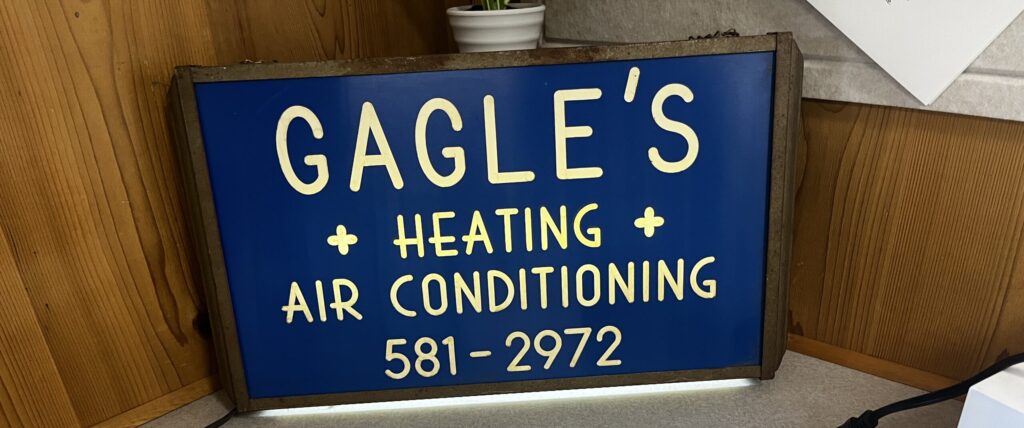 GAGLE'S
+ HEATING +
AIR CONDITIONING
581-2972